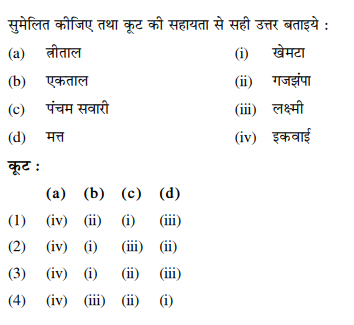 सुमेलित कीजिए तथा कूट की सहायता से सही उत्तर बताइये :
(a) त्रीताल (i) खेमटा
(b) एकताल (ii) गजझंपा
(c) पंचम सवारी (iii) लक्ष्मी
(d) मत्त (iv) इकवाई
कूट :
(a) (b) (c) (d)
(1) (iv) (ii) (i) (iii)
(2) (iv) (i) (iii) (ii)
(3) (iv) (i) (ii) (iii)
(4) (iv) (iii) (ii) (i)